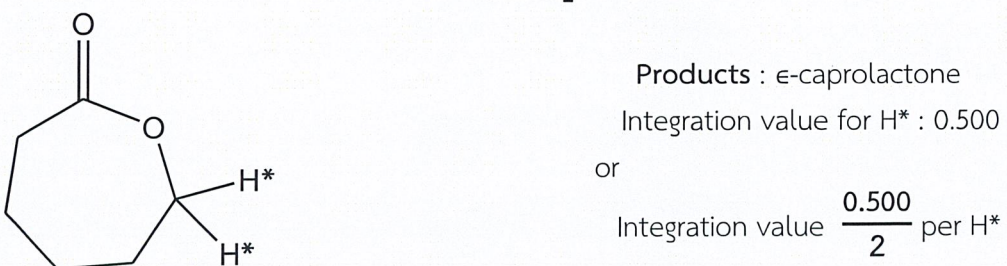 O
O
H*
H*
Products : ϵ-caprolactone
Integration value for H* : 0.500
or
Integration value 0.500/2 per H*